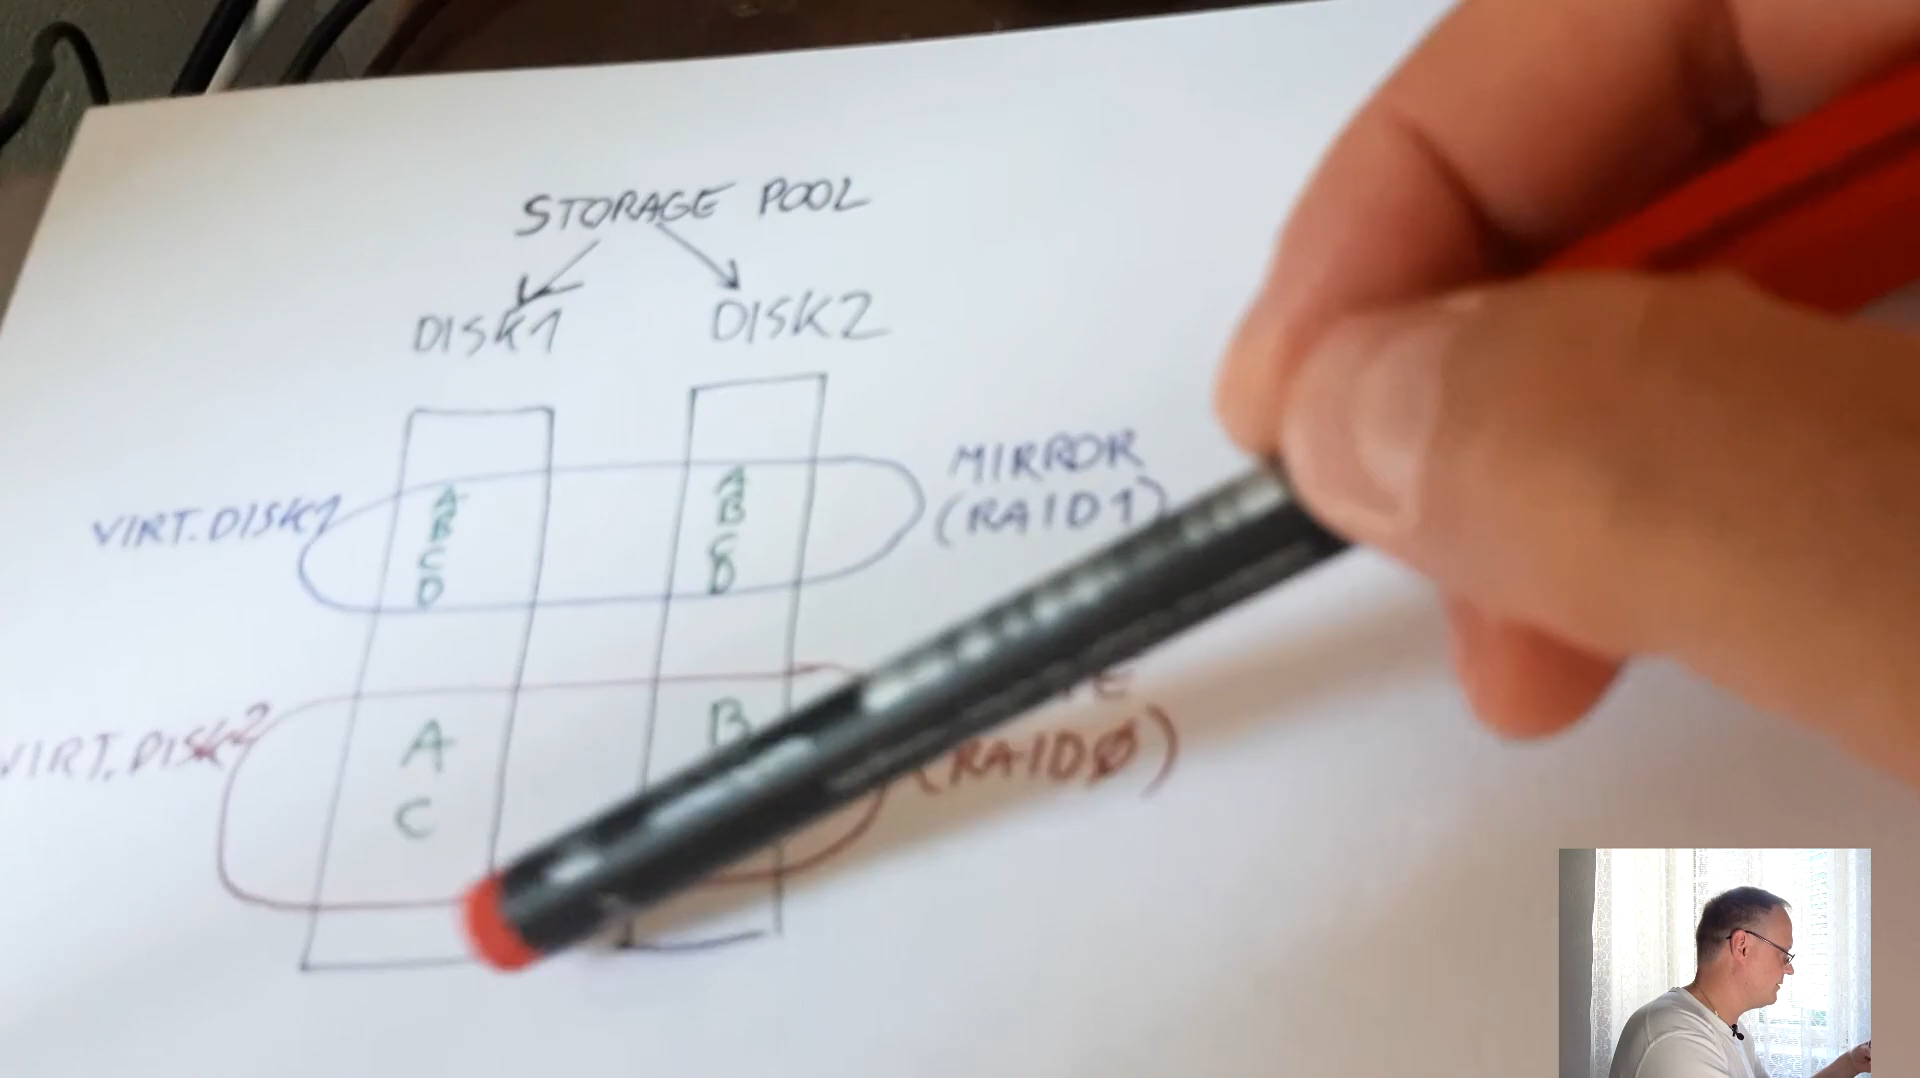 STORAGE POOL
DISK1 DISK2
MIRROR
VIRT.DISK1 A A (RAID1)
B B
C C
D D
VIRT.DISK2 A B
(RAIDØ)
C